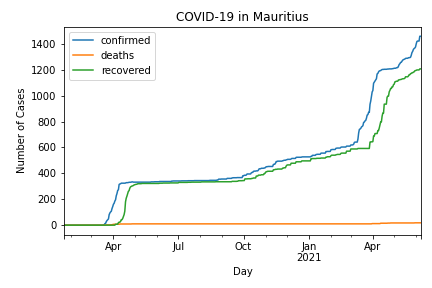 COVID-19 in Mauritius
confirmed
deaths
recovered
Number of Cases
1400
1200
1000
800
600
400
200
0
Apr Jul Oct Jan Apr
2021
Day